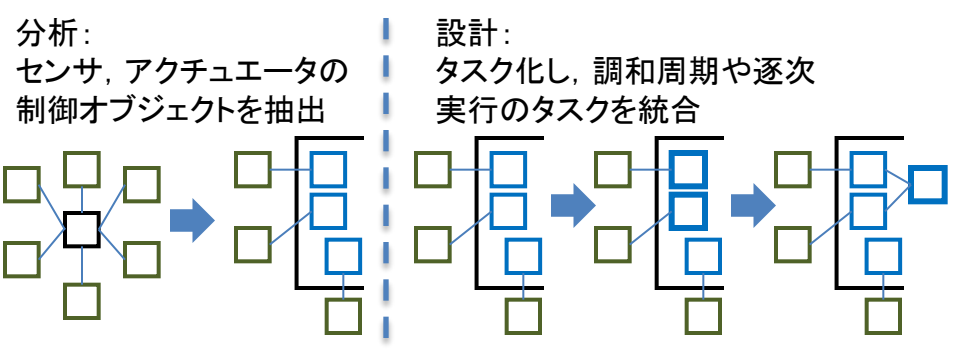 分析：
センサ，アクチュエータの
制御オブジェクトを抽出
設計：
タスク化し，調和周期や逐次
実行のタスクを統合